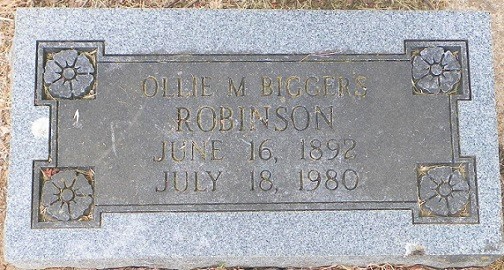 OLLIE M BIGGERS
ROBINSON
JUNE 16, 1892
JULY 18, 1980